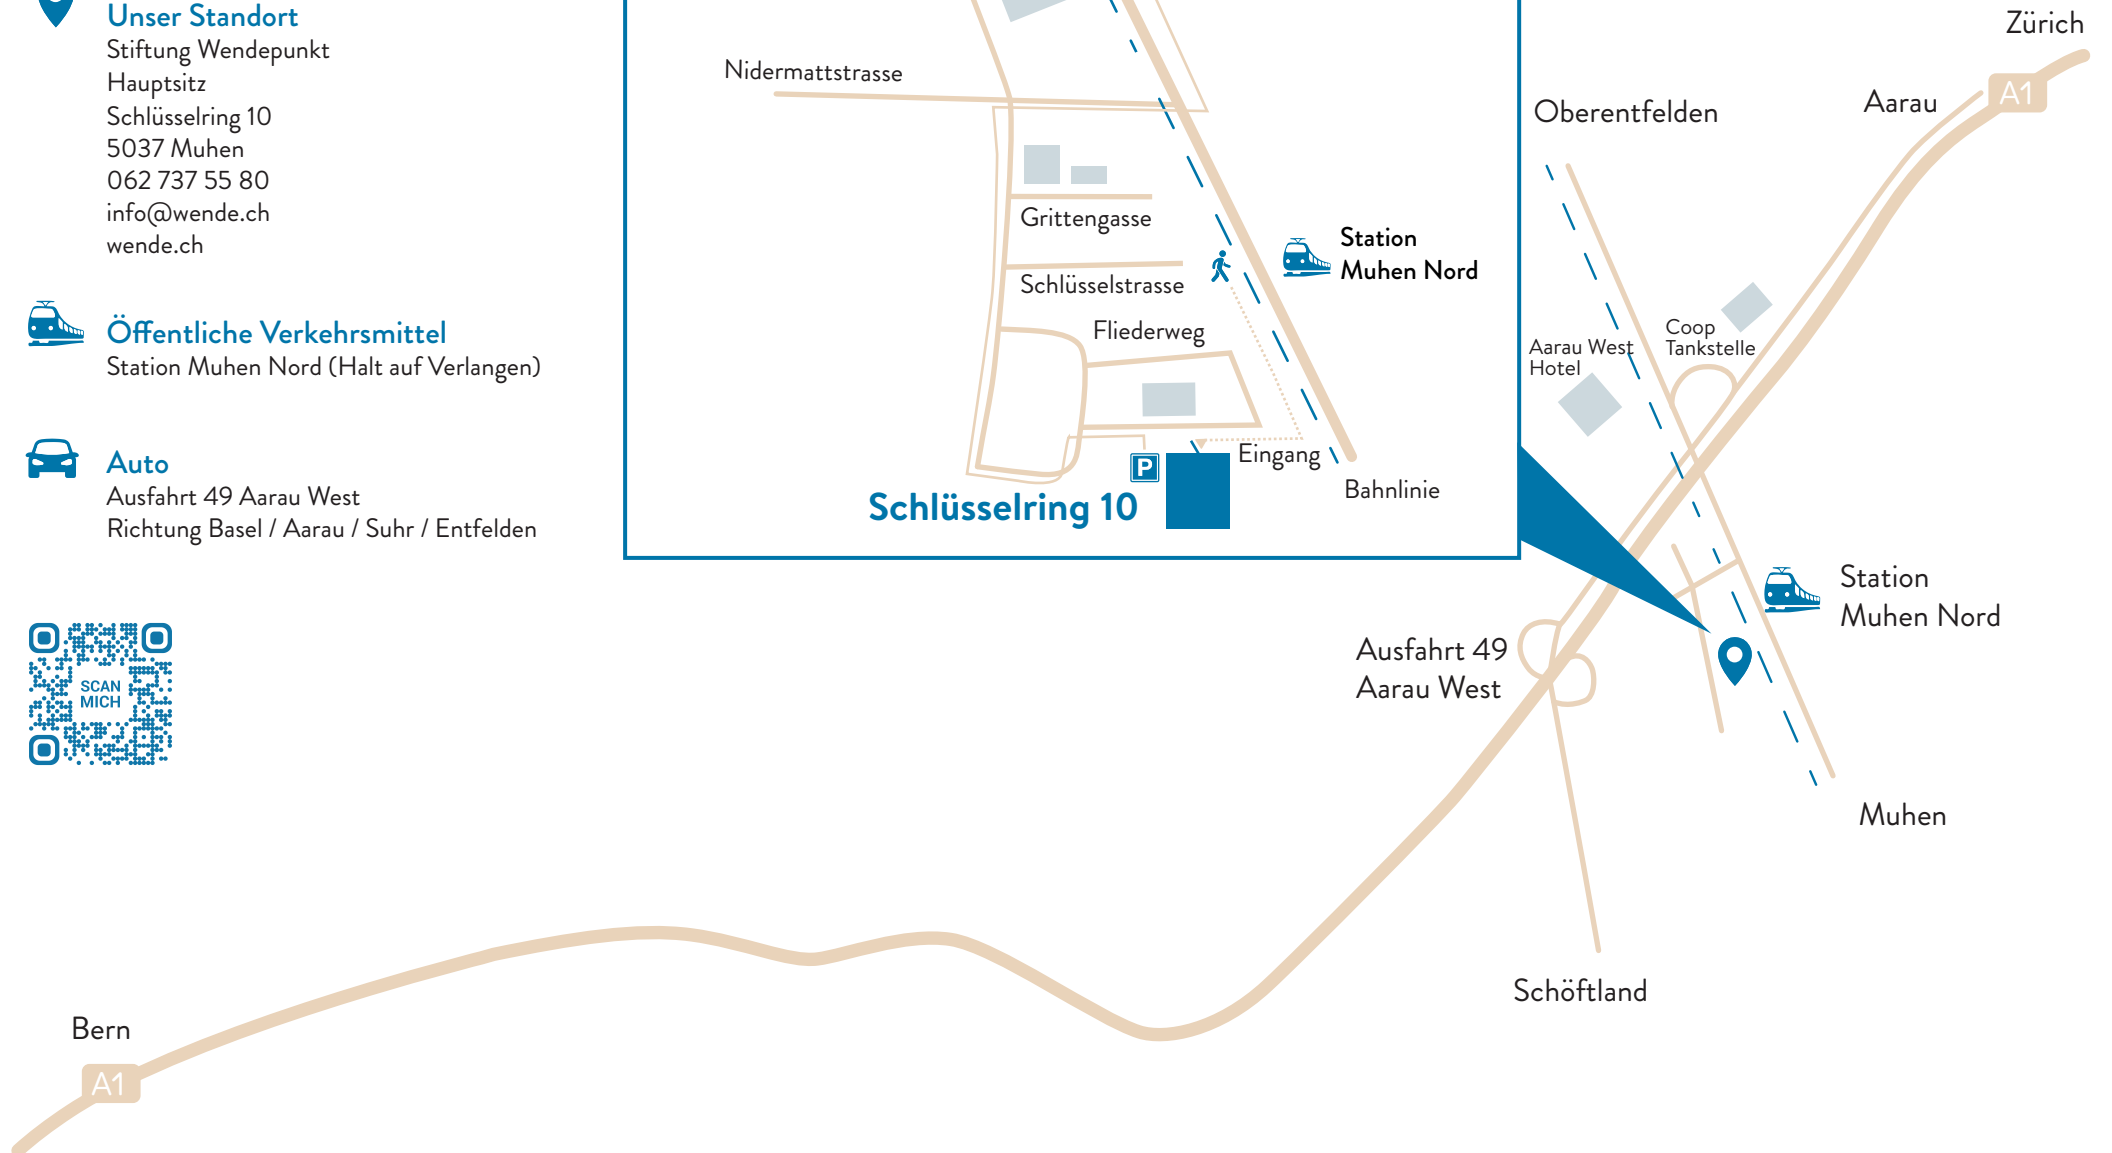 Unser Standort
Stiftung Wendepunkt
Hauptsitz
Schlüsselring 10
5037 Muhen
062 737 55 80
info@wende.ch
wende.ch
Öffentliche Verkehrsmittel
Station Muhen Nord (Halt auf Verlangen)
Auto
Ausfahrt 49 Aarau West
Richtung Basel / Aarau / Suhr / Entfelden
SCAN
MICH
Nidermattstrasse
Grittengasse
Schlüsselstrasse
Fliederweg
Station
Muhen Nord
Eingang
P
Schlüsselring 10
Bahnlinie
Zürich
A1
Aarau
Oberentfelden
Coop
Tankstelle
Aarau West
Hotel
Station
Muhen Nord
Ausfahrt 49
Aarau West
Muhen
Schöftland
Bern
A1